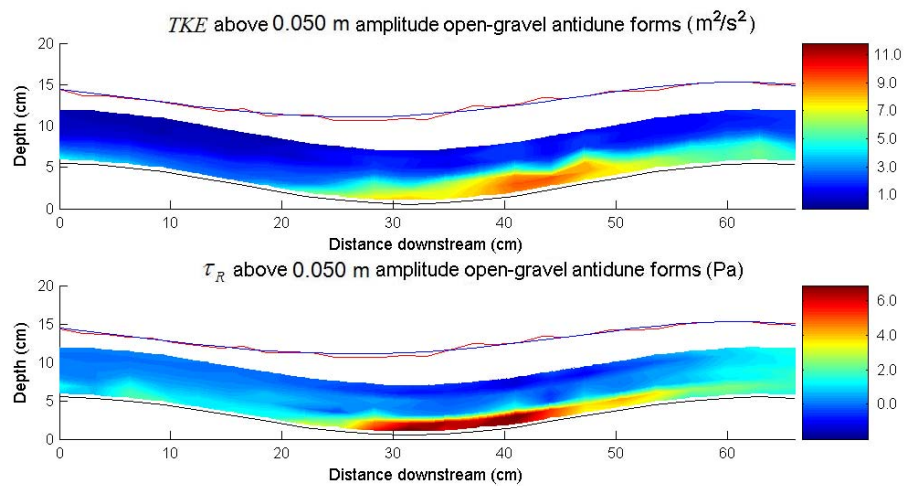 TKE above 0.050 m amplitude open-gravel antidune forms (m²/s²)
20
15
10
5
0
Depth (cm)
0 10 20 30 40 50 60
Distance downstream (cm)
11.0
9.0
7.0
5.0
3.0
1.0
τR above 0.050 m amplitude open-gravel antidune forms (Pa)
20
15
10
5
0
Depth (cm)
0 10 20 30 40 50 60
Distance downstream (cm)
6.0
4.0
2.0
0.0